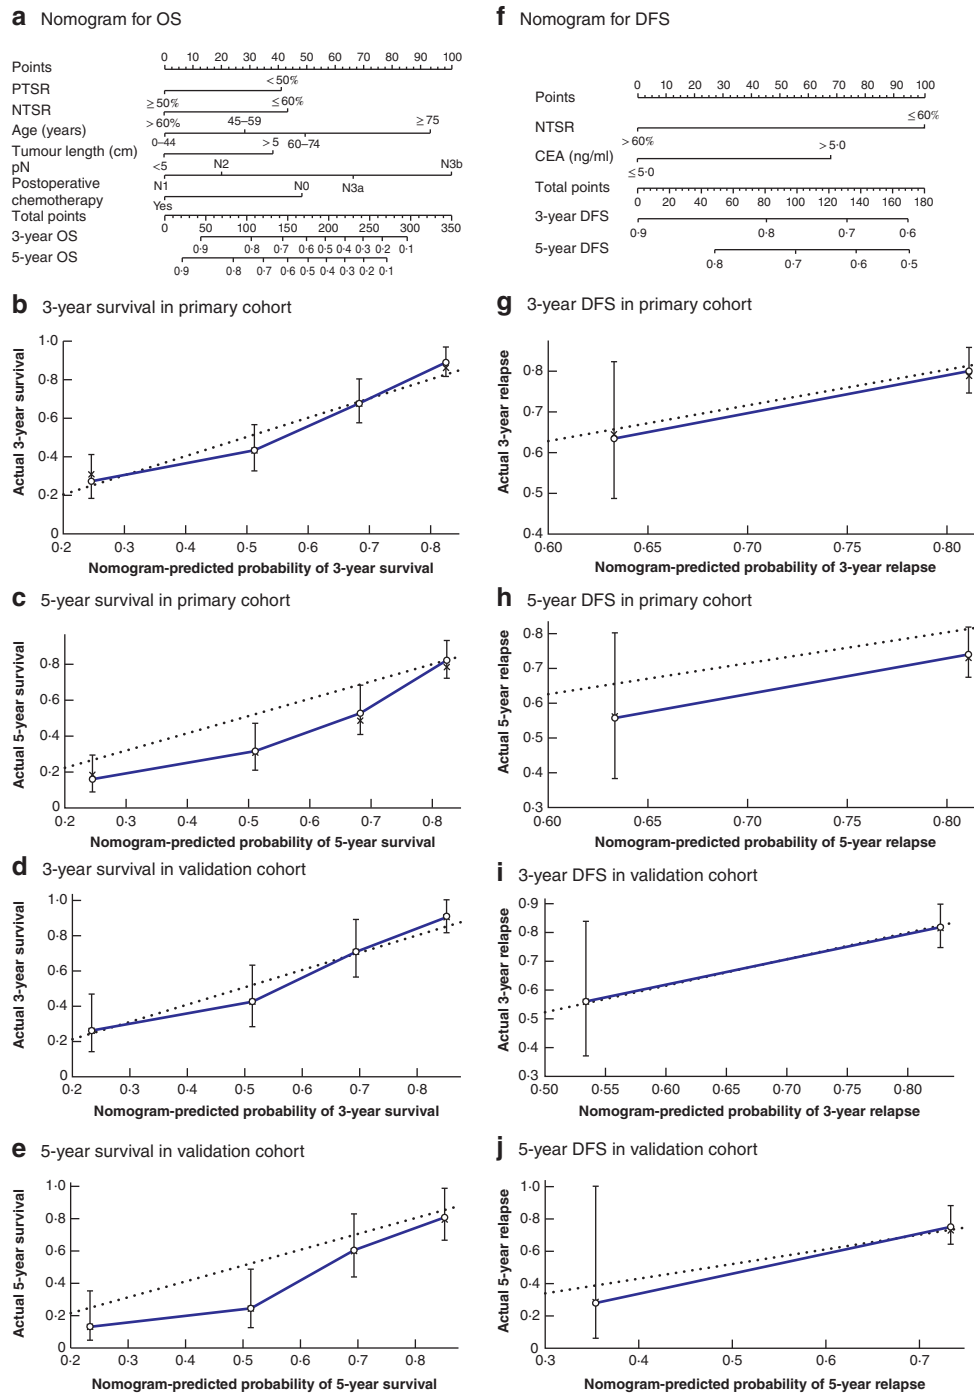 a Nomogram for OS
Points
0 10 20 30 40 50 60 70 80 90 100
PTSR
<50%
≥50%
NTSR
≤60%
>60%
Age (years)
45–59
≥75
0–44
60–74
Tumour length (cm)
>5
<5
pN
N2
N3b
N1
N3a
Postoperative
chemotherapy
N0
Yes
Total points
0 50 100 150 200 250 300 350
3-year OS
0·9 0·8 0·7 0·6 0·5 0·4 0·3 0·2 0·1
5-year OS
0·9 0·8 0·7 0·6 0·5 0·4 0·3 0·2 0·1
b 3-year survival in primary cohort
Actual 3-year survival
1·0
0·8
0·6
0·4
0·2
0
0·2 0·3 0·4 0·5 0·6 0·7 0·8
Nomogram-predicted probability of 3-year survival
c 5-year survival in primary cohort
Actual 5-year survival
0·8
0·6
0·4
0·2
0
0·2 0·3 0·4 0·5 0·6 0·7 0·8
Nomogram-predicted probability of 5-year survival
d 3-year survival in validation cohort
Actual 3-year survival
1·0
0·8
0·6
0·4
0·2
0
0·2 0·3 0·4 0·5 0·6 0·7 0·8
Nomogram-predicted probability of 3-year survival
e 5-year survival in validation cohort
Actual 5-year survival
1·0
0·8
0·6
0·4
0·2
0
0·2 0·3 0·4 0·5 0·6 0·7 0·8
Nomogram-predicted probability of 5-year survival
f Nomogram for DFS
Points
0 10 20 30 40 50 60 70 80 90 100
NTSR
≤60%
>60%
CEA (ng/ml)
>5·0
≤5·0
Total points
0 20 40 60 80 100 120 140 160 180
3-year DFS
0·9 0·8 0·7 0·6
5-year DFS
0·8 0·7 0·6 0·5
g 3-year DFS in primary cohort
Actual 3-year relapse
0·8
0·7
0·6
0·5
0·4
0·60 0·65 0·70 0·75 0·80
Nomogram-predicted probability of 3-year relapse
h 5-year DFS in primary cohort
Actual 5-year relapse
0·8
0·7
0·6
0·5
0·4
0·3
0·60 0·65 0·70 0·75 0·80
Nomogram-predicted probability of 5-year relapse
i 3-year DFS in validation cohort
Actual 3-year relapse
0·9
0·8
0·7
0·6
0·5
0·4
0·3
0·50 0·55 0·60 0·65 0·70 0·75 0·80
Nomogram-predicted probability of 3-year relapse
j 5-year DFS in validation cohort
Actual 5-year relapse
1·0
0·8
0·6
0·4
0·2
0
0·3 0·4 0·5 0·6 0·7
Nomogram-predicted probability of 5-year relapse